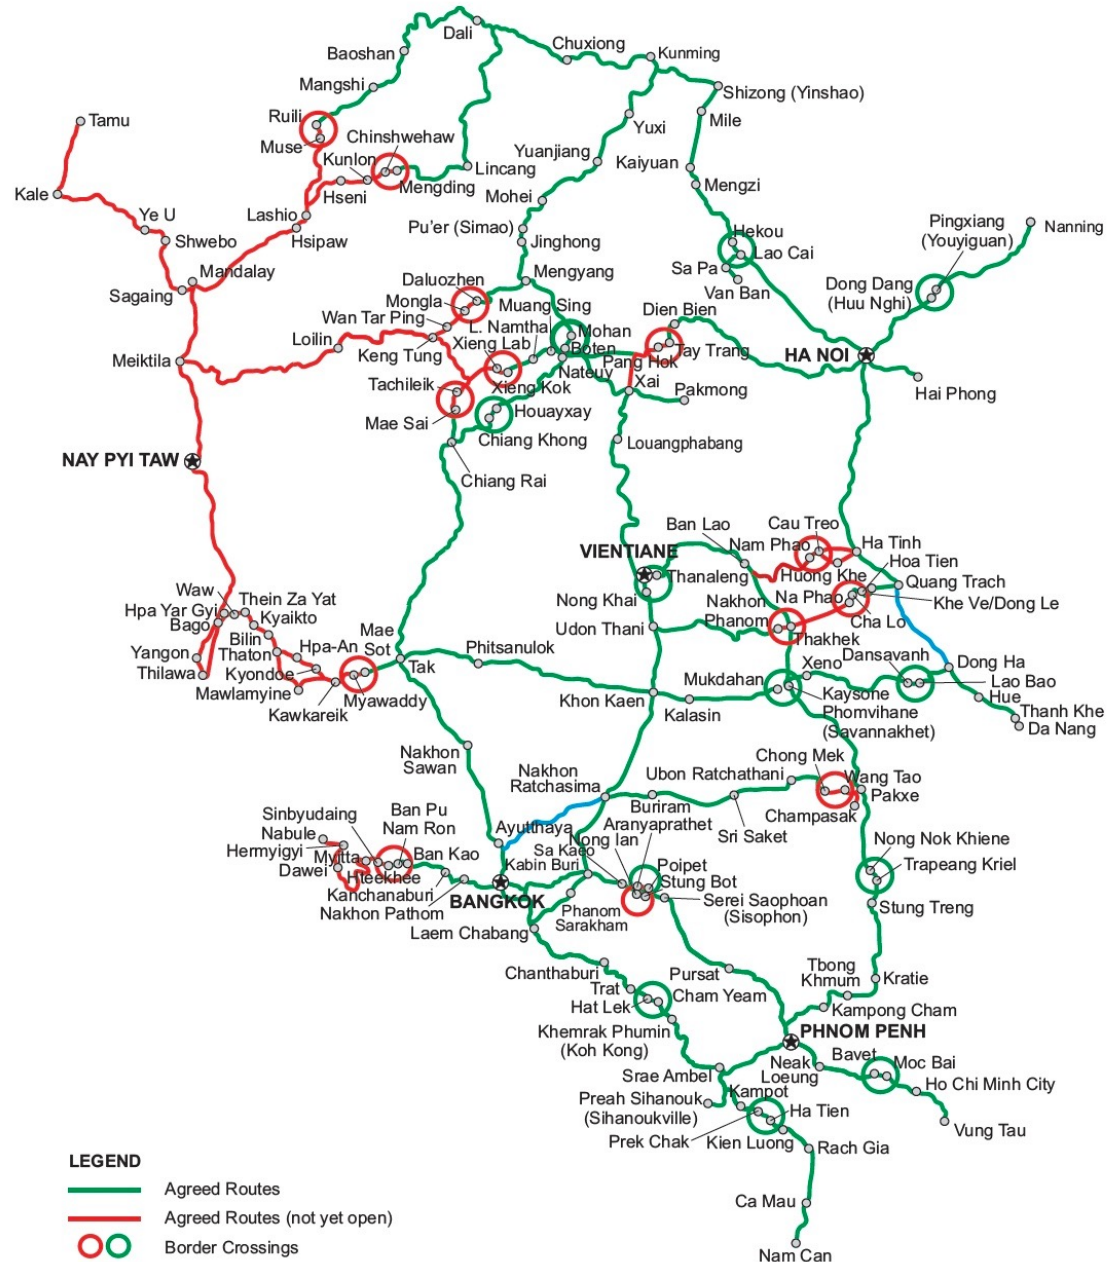 Dali
Chuxiong
Kunming
Baoshan
Mangshi
Shizong (Yinshao)
Ruili
Tamu
Mile
Yuxi
Chinshwehaw
Muse
Kunlon
Yuanjiang
Kaiyuan
Lincang
Mengding
Mengzi
Kale
Hseni
Mohei
Ye U
Lashio
Pingxiang
(Youyiguan)
Nanning
Hsipaw
Pu'er (Simao)
Hekou
Shwebo
Jinghong
Lao Cai
Mandalay
Mengyang
Sa Pa
Daluozhen
Dong Dang
(Huu Nghi)
Sagaing
Van Ban
Mongla
Muang Sing
Dien Bien
Wan Tar Ping
L. Namtha
Mohan
Loilin
Keng Tung
Xieng Lab
Boten
Tay Trang
HA NOI
Meiktila
Pang Hok
Nateuy
Tachileik
Xieng Kok
Xai
Pakmong
Hai Phong
Mae Sai
Houayxay
Chiang Khong
Louangphabang
NAY PYI TAW
Chiang Rai
Ban Lao
Cau Treo
Nam Phao
Ha Tinh
VIENTIANE
Hoa Tien
Thanaleng
Huong Khe
Quang Trach
Waw
Thein Za Yat
Nong Khai
Nakhon
Phanom
Na Phao
Khe Ve/Dong Le
Hpa Yar Gyi
Kyaikto
Cha Lo
Bago
Bilin
Mae
Sot
Udon Thani
Thakhek
Yangon
Thaton
Hpa-An
Phitsanulok
Dansavanh
Thilawa
Kyondoe
Tak
Xeno
Dong Ha
Mukdahan
Lao Bao
Mawlamyine
Myawaddy
Khon Kaen
Kaysone
Phomvihane
(Savannakhet)
Hue
Kawkareik
Kalasin
Thanh Khe
Da Nang
Nakhon
Sawan
Chong Mek
Nakhon
Ratchasima
Ubon Ratchathani
Wang Tao
Pakxe
Sinbyudaing
Ban Pu
Nam Ron
Buriram
Champasak
Nabule
Ayutthaya
Aranyaprathet
Sri Saket
Hermyigyi
Nong Ian
Nong Nok Khiene
Myitta
Ban Kao
Sa Kaeo
Dawei
Kabin Buri
Poipet
Trapeang Kriel
Hteekhee
Stung Bot
Kanchanaburi
BANGKOK
Serei Saophoan
(Sisophon)
Nakhon Pathom
Phanom
Sarakham
Stung Treng
Laem Chabang
Chanthaburi
Pursat
Tbong
Khmum
Kratie
Trat
Hat Lek
Cham Yeam
Kampong Cham
Khemrak Phumin
(Koh Kong)
PHNOM PENH
Neak
Loeung
Bavet
Moc Bai
Srae Ambel
Ho Chi Minh City
Preah Sihanouk
(Sihanoukville)
Kampot
Ha Tien
Vung Tau
Prek Chak
Kien Luong
Rach Gia
LEGEND
Agreed Routes
Ca Mau
Agreed Routes (not yet open)
Border Crossings
Nam Can